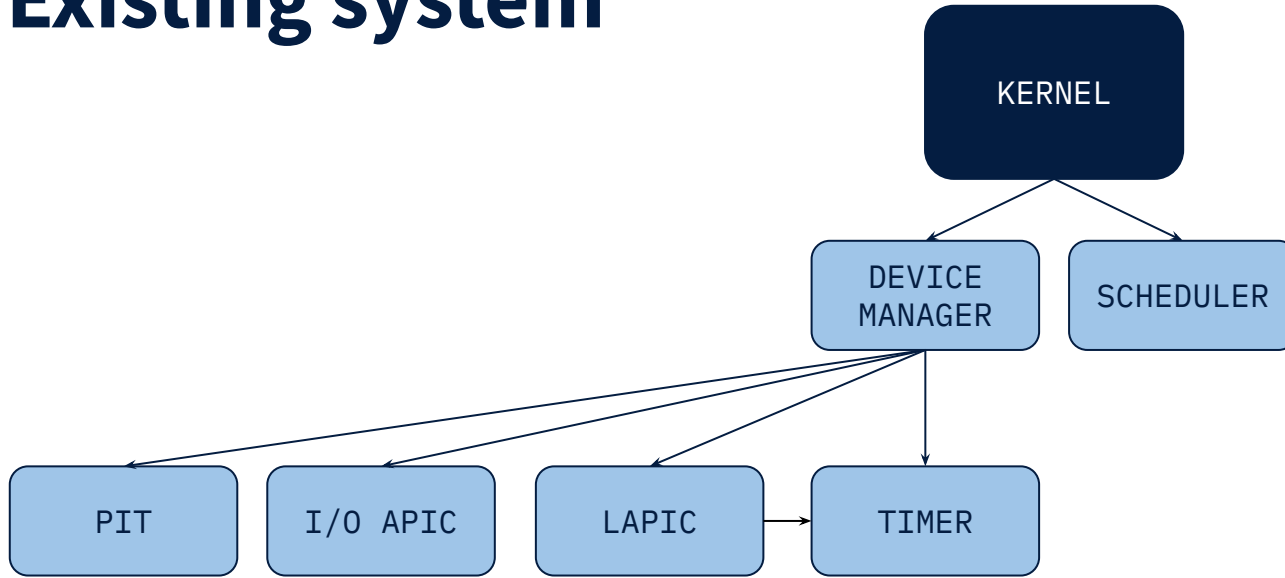 Existing system
KERNEL
DEVICE
MANAGER
SCHEDULER
PIT
I/O APIC
LAPIC
TIMER